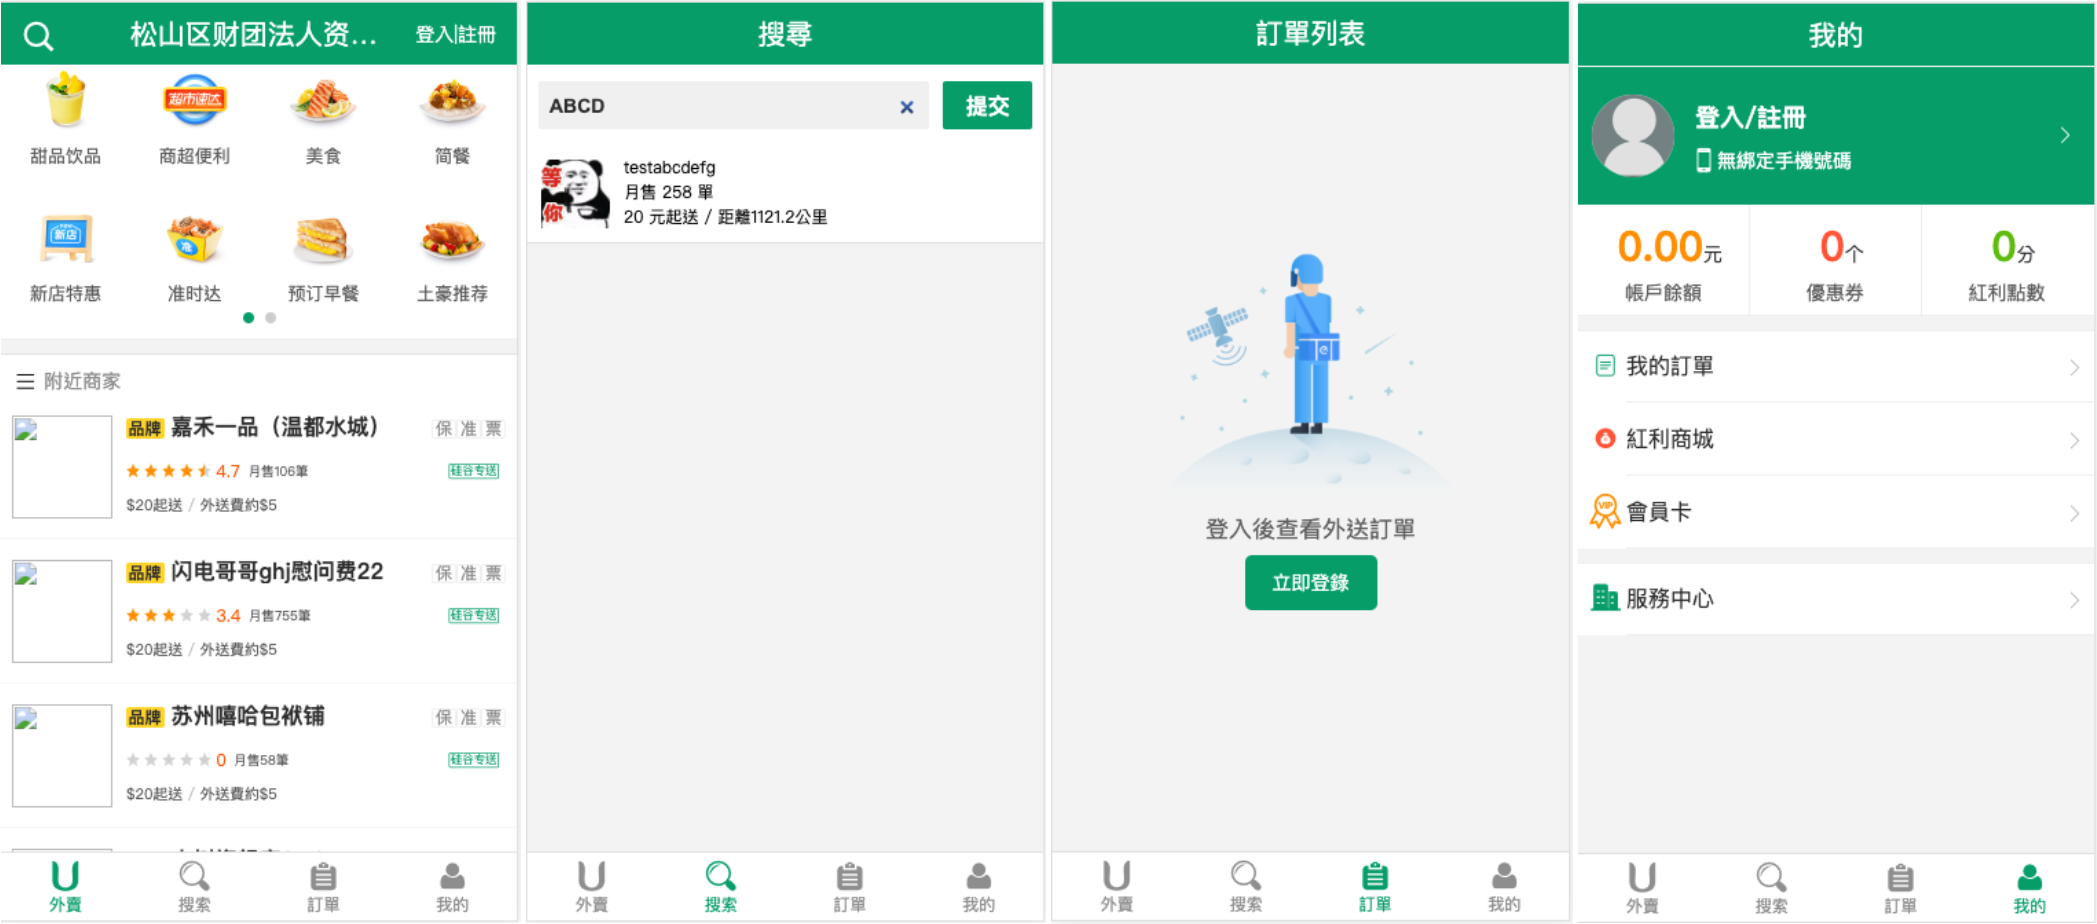 松山区财团法人资...
登入|註冊
超市速达
甜品饮品
商超便利
美食
简餐
新店
准
新店特惠
准时达
预订早餐
土豪推荐
附近商家
品牌 嘉禾一品（温都水城） 保 准 票
4.7 月售106筆 硅谷专送
$20起送 / 外送費約$5
品牌 闪电哥哥ghj慰问费22 保 准 票
3.4 月售755筆 硅谷专送
$20起送 / 外送費約$5
品牌 苏州嘻哈包袱铺 保 准 票
0 月售58筆 硅谷专送
$20起送 / 外送費約$5
外賣
搜索
訂單
我的
搜尋
ABCD × 提交
等
你
testabcdefg
月售 258 單
20 元起送 / 距離1121.2公里
外賣
搜索
訂單
我的
訂單列表
登入後查看外送訂單
立即登錄
外賣
搜索
訂單
我的
我的
登入/註冊
無綁定手機號碼
0.00元
帳戶餘額
0个
優惠券
0分
紅利點數
我的訂單
紅利商城
VIP
會員卡
服務中心
外賣
搜索
訂單
我的